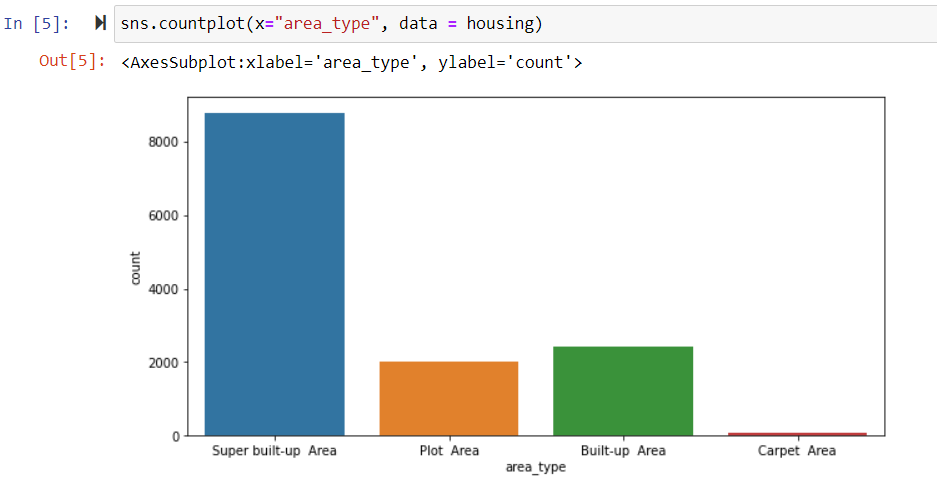 In [5]: sns.countplot(x="area_type", data = housing)
Out[5]: <AxesSubplot:xlabel='area_type', ylabel='count'>
8000
6000
4000
2000
0
count
Super built-up  Area Plot  Area Built-up  Area Carpet  Area
area_type